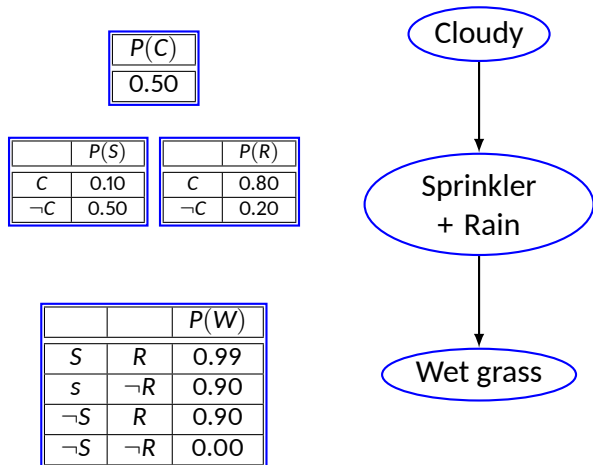 P(C)
0.50
P(S)
C 0.10
¬C 0.50
P(R)
C 0.80
¬C 0.20
P(W)
S R 0.99
s ¬R 0.90
¬S R 0.90
¬S ¬R 0.00
Cloudy
Sprinkler
+ Rain
Wet grass